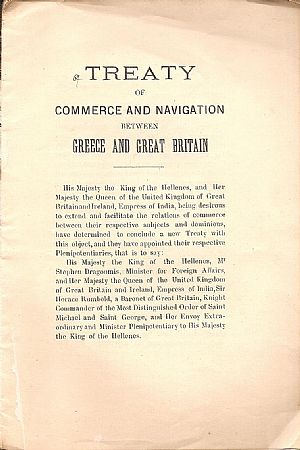 TREATY
OF
COMMERCE AND NAVIGATION
BETWEEN
GREECE AND GREAT BRITAIN
His Majesty the King of the Hellenes, and Her
Majesty the Queen of the United Kingdom of Great
Britain and Ireland, Empress of India, being desirous
to extend and facilitate the relations of commerce
between their respective subjects and dominions,
have determined to conclude a new Treaty with
this object, and they have appointed their respective
Plenipotentiaries, that is to say:
His Majesty the King of the Hellenes, Mr
Stephen Dragoumis, Minister for Foreign Affairs,
and Her Majesty the Queen of the United Kingdom
of Great Britain and Ireland, Empress of India, Sir
Horace Rumbold, a Baronet of Great Britain, Knight
Commander of the Most Distinguished Order of Saint
Michael and Saint George, and Her Envoy Extra-
ordinary and Minister Plenipotentiary to His Majesty
the King of the Hellenes.